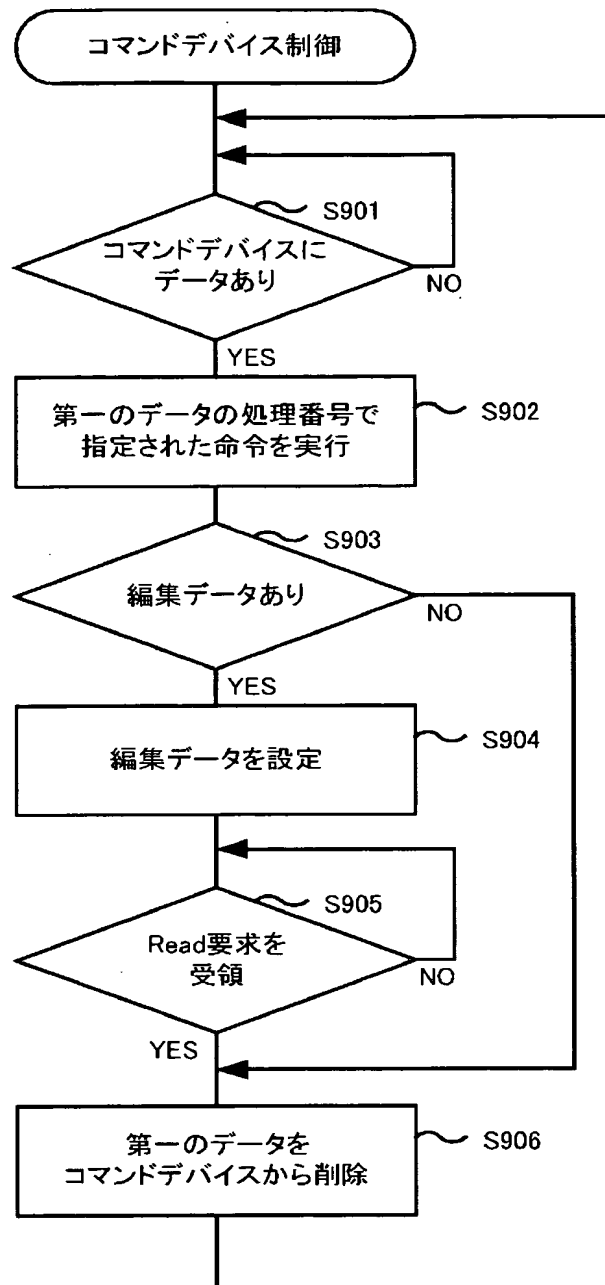 コマンドデバイス制御
S901
コマンドデバイスに
データあり
NO
YES
第一のデータの処理番号で
指定された命令を実行
S902
S903
編集データあり
NO
YES
編集データを設定
S904
S905
Read要求を
受領
NO
YES
第一のデータを
コマンドデバイスから削除
S906